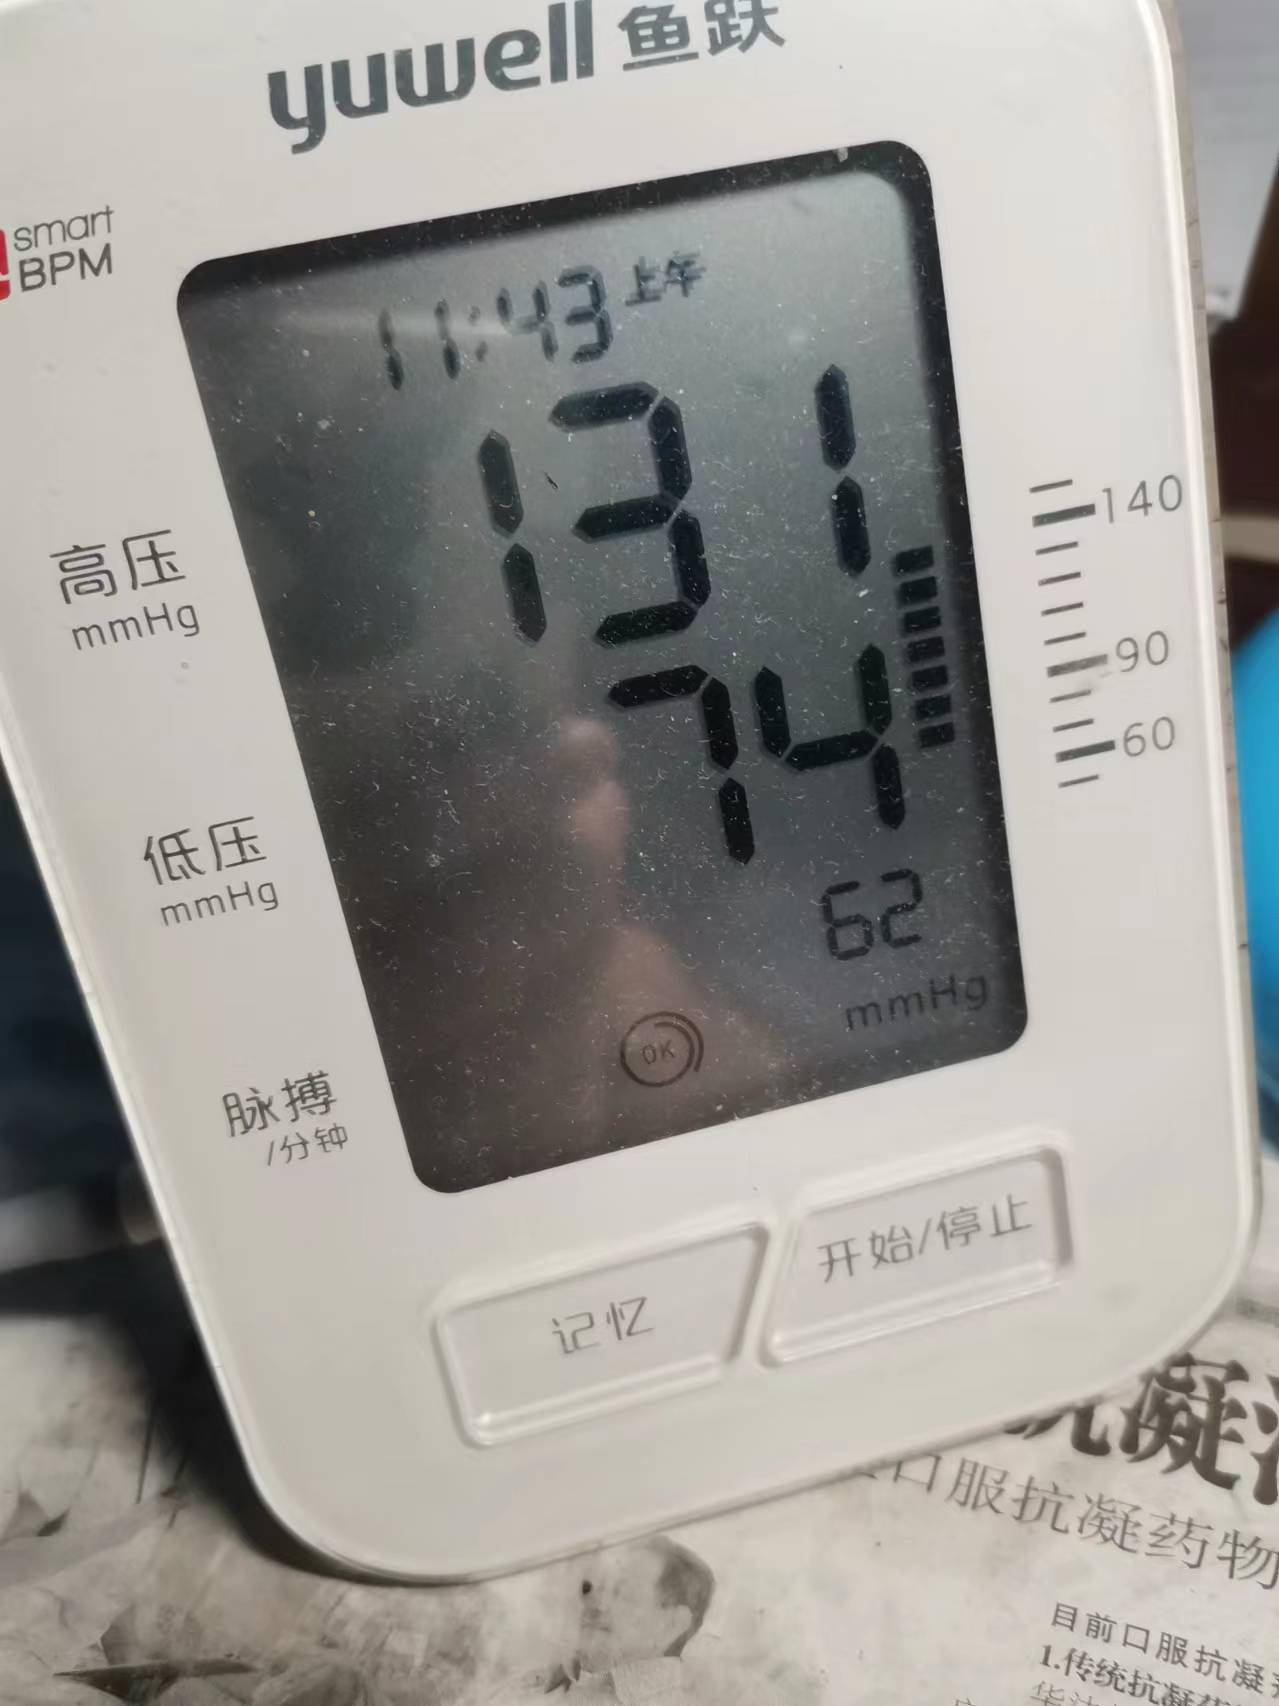 yuwell 鱼跃
smart
BPM
11:43 上午
高压
mmHg
131
140
90
60
低压
mmHg
74
脉搏
/分钟
62
mmHg
OK
记忆
开始/停止
抗凝
口服抗凝药物
目前口服抗凝
1.传统抗凝